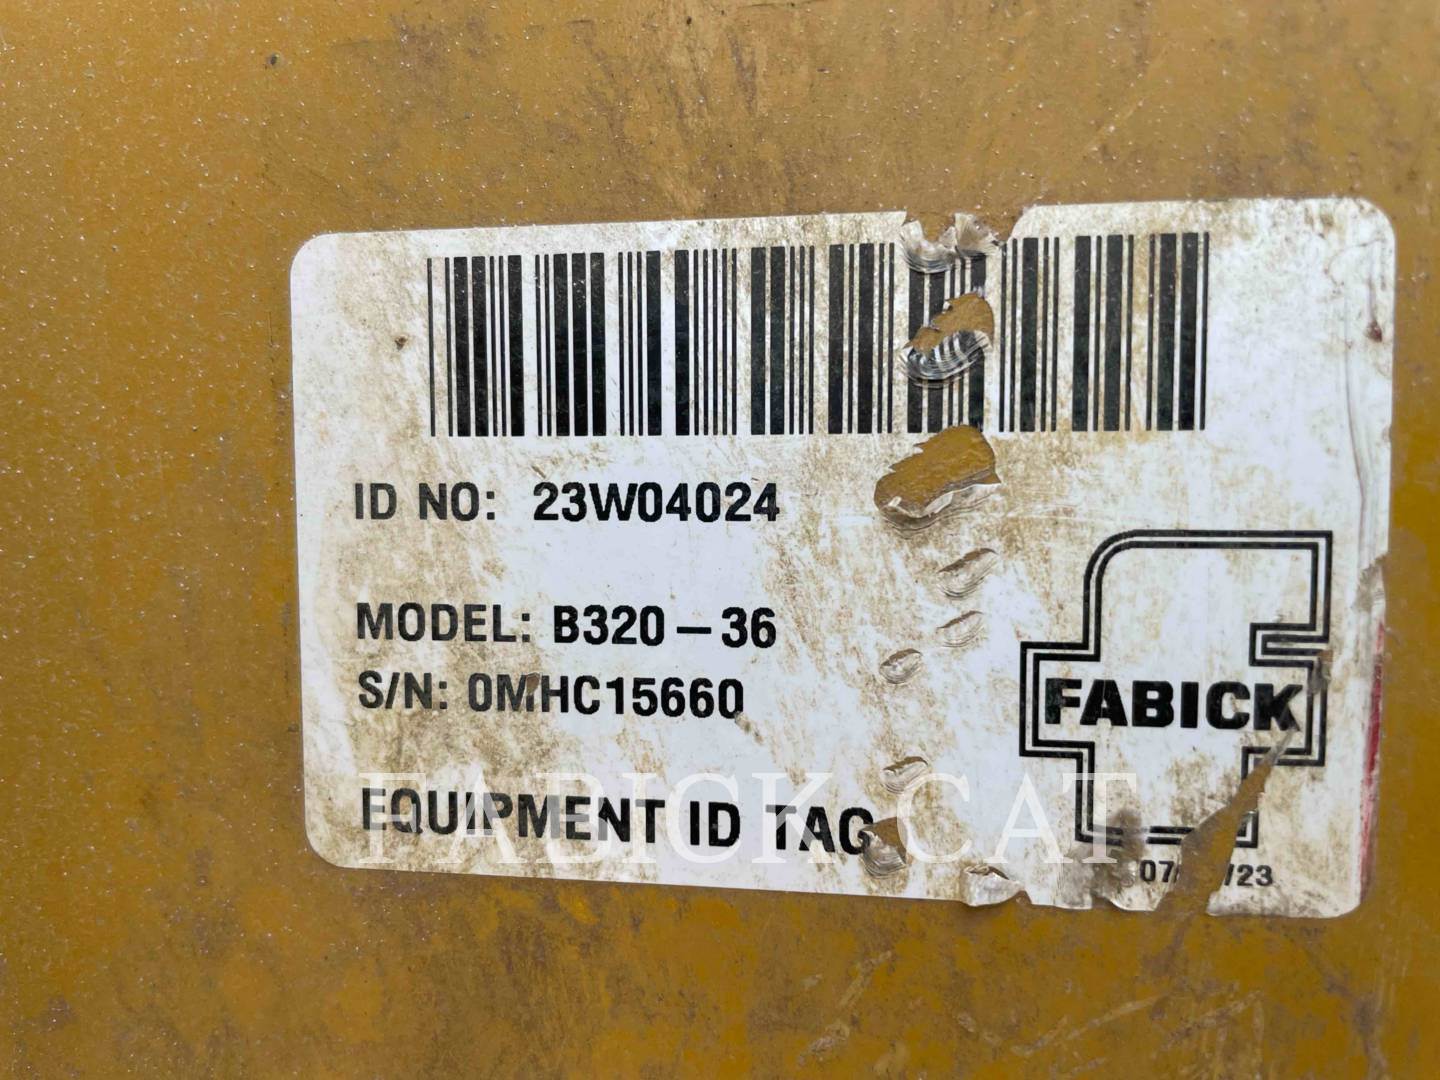 ID NO: 23W04024
MODEL: B320-36
S/N: 0MHC15660
FABICK
EQUIPMENT ID TAG
FABICK CAT